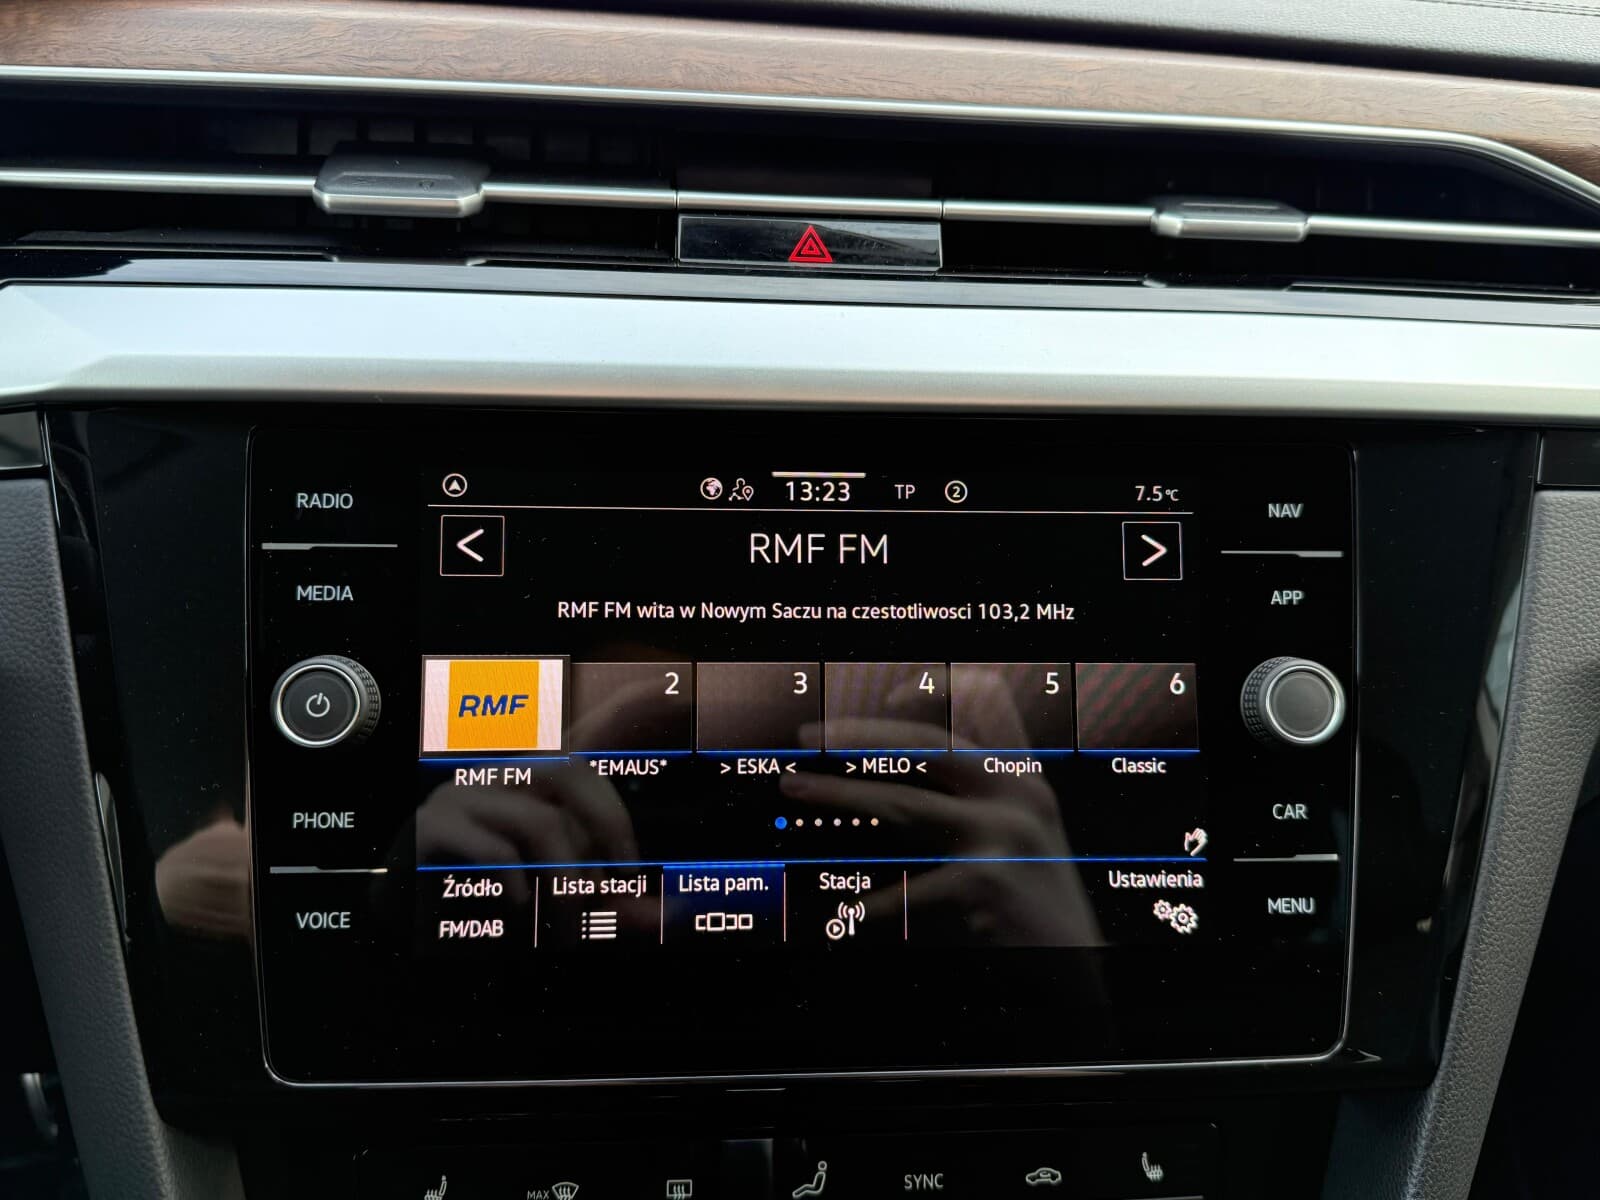 RADIO
MEDIA
PHONE
VOICE
13:23 TP 2 7.5°C
< RMF FM >
RMF FM wita w Nowym Saczu na czestotliwosci 103,2 MHz
RMF 2 3 4 5 6
RMF FM *EMAUS* > ESKA < > MELO < Chopin Classic
Źródło Lista stacji Lista pam. Stacja Ustawienia
FM/DAB
NAV
APP
CAR
MENU
MAX SYNC